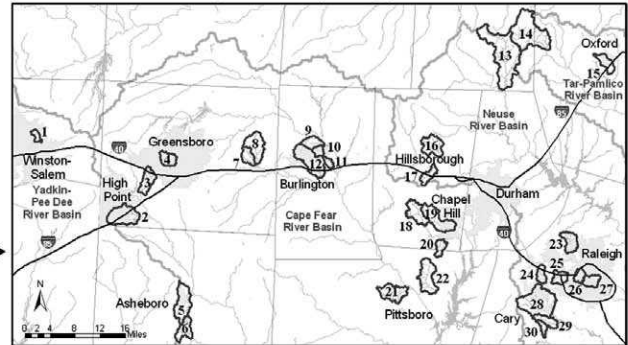 14
13
Oxford
15
Tar-Pamlico
River Basin
85
Neuse
River Basin
1
40
Greensboro
4
8
7
9
10
12
11
16
Hillsborough
17
Winston-
Salem
Yadkin-
Pee Dee
River Basin
High
Point
3
2
Burlington
Durham
Chapel
Hill
18
19
Cape Fear
River Basin
40
20
23
Raleigh
85
N
Asheboro
5
6
22
21
Pittsboro
24
25
26
27
28
Cary
29
30
0 2 4 8 12 16
Miles